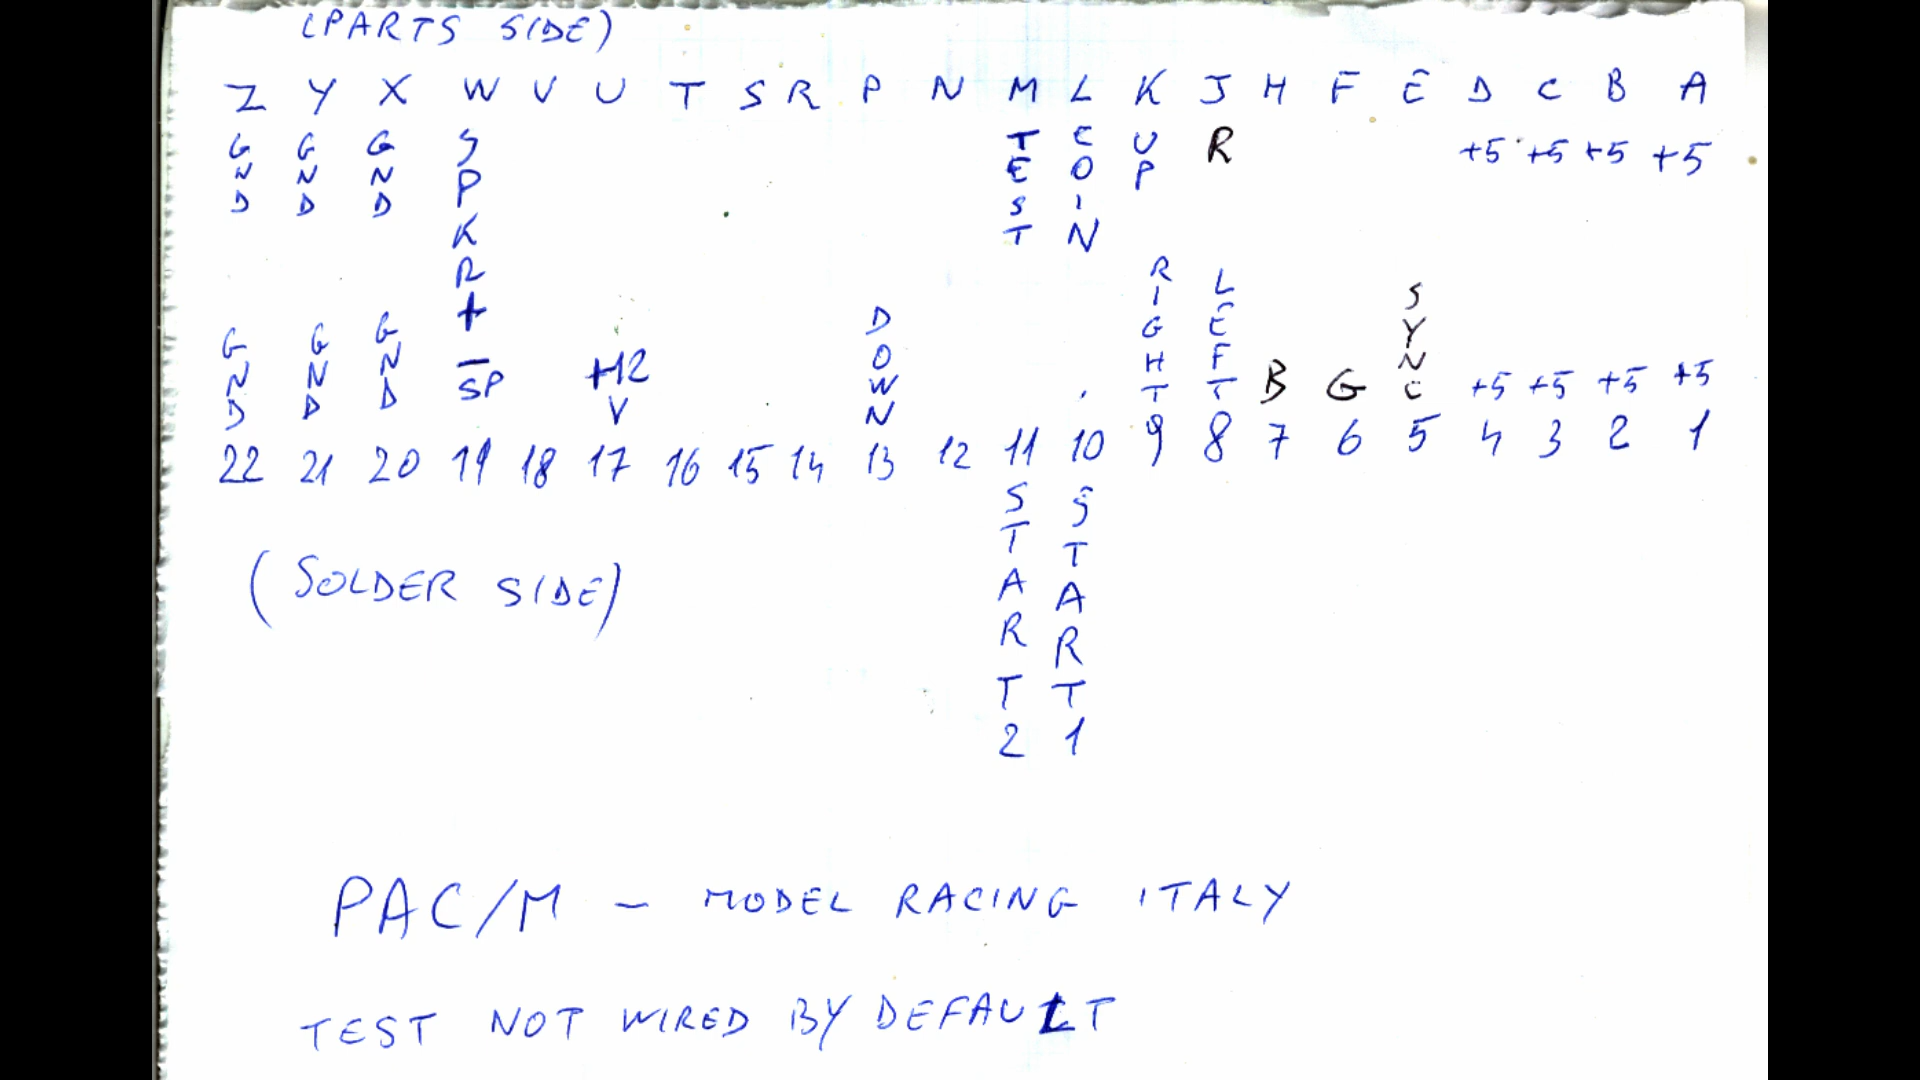 (PARTS SIDE)
Z Y X W V U T S R P N M L K J H F E D C B A
GND GND GND SPKR+ TEST COIN UP R +5 +5 +5 +5
GND GND GND -SP +12V DOWN RIGHT LEFT B G SYNC +5 +5 +5 +5
22 21 20 19 18 17 16 15 14 13 12 11 10 9 8 7 6 5 4 3 2 1
START2 START1
(SOLDER SIDE)
PAC/M - MODEL RACING ITALY
TEST NOT WIRED BY DEFAULT